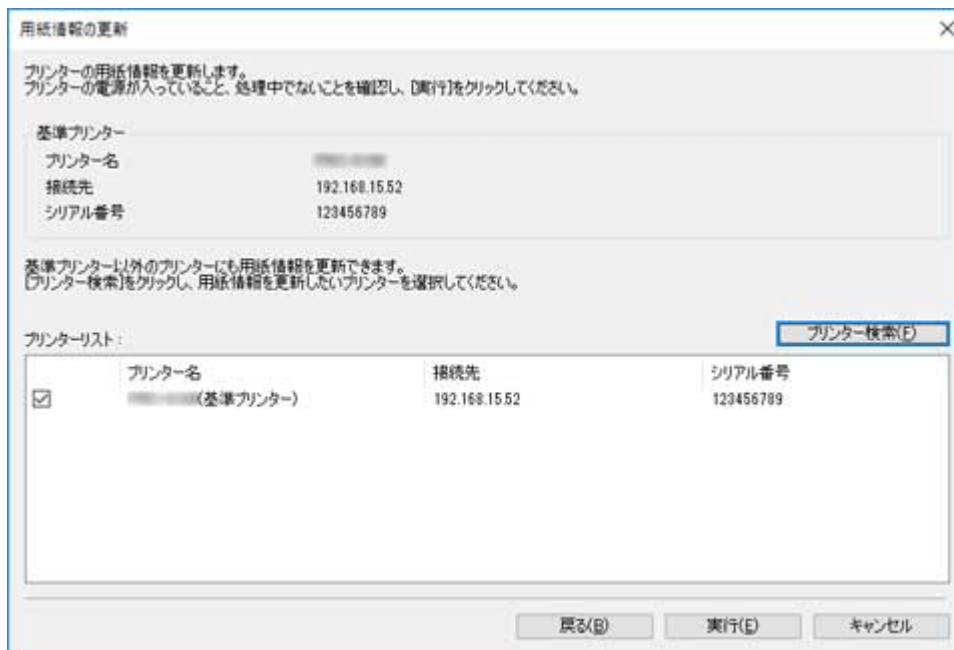 用紙情報の更新
プリンターの用紙情報を更新します。
プリンターの電源が入っていること、処理中でないことを確認し、[実行]をクリックしてください。
基準プリンター
プリンター名
接続先 192.168.15.52
シリアル番号 123456789
基準プリンター以外のプリンターにも用紙情報を更新できます。
[プリンター検索]をクリックし、用紙情報を更新したいプリンターを選択してください。
プリンターリスト： プリンター検索(F)
プリンター名 接続先 シリアル番号
(基準プリンター) 192.168.15.52 123456789
戻る(B) 実行(E) キャンセル